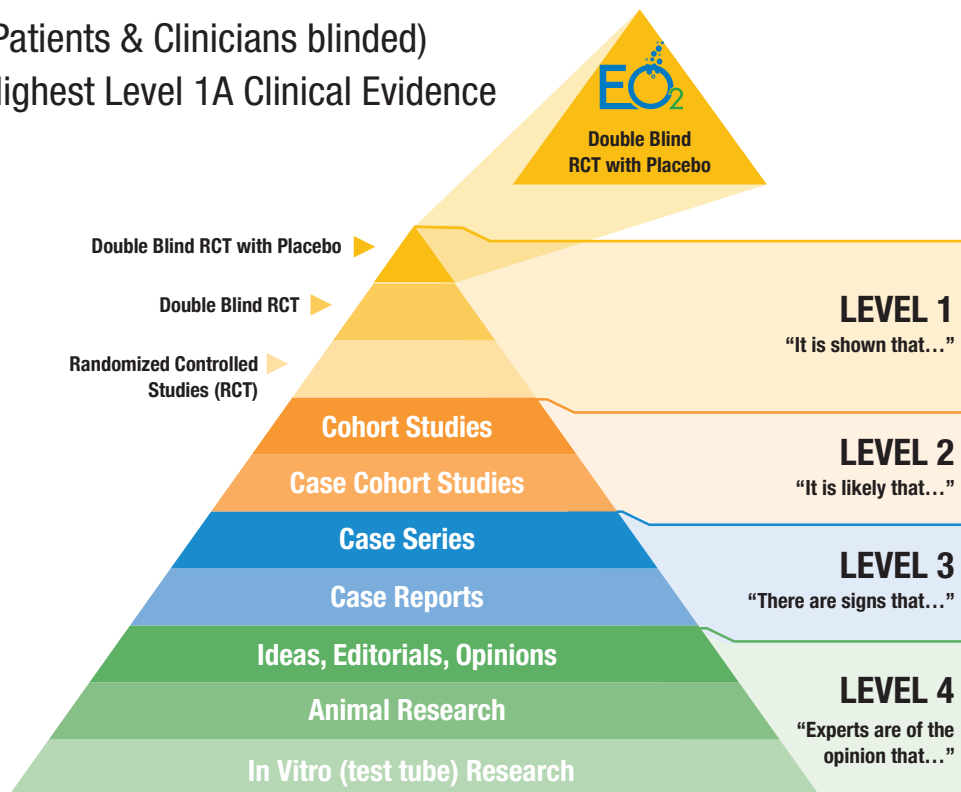 Patients & Clinicians blinded)
Highest Level 1A Clinical Evidence
EO2
Double Blind
RCT with Placebo
Double Blind RCT with Placebo
Double Blind RCT
Randomized Controlled
Studies (RCT)
LEVEL 1
“It is shown that…”
Cohort Studies
Case Cohort Studies
LEVEL 2
“It is likely that…”
Case Series
Case Reports
LEVEL 3
“There are signs that…”
Ideas, Editorials, Opinions
Animal Research
In Vitro (test tube) Research
LEVEL 4
“Experts are of the
opinion that…”